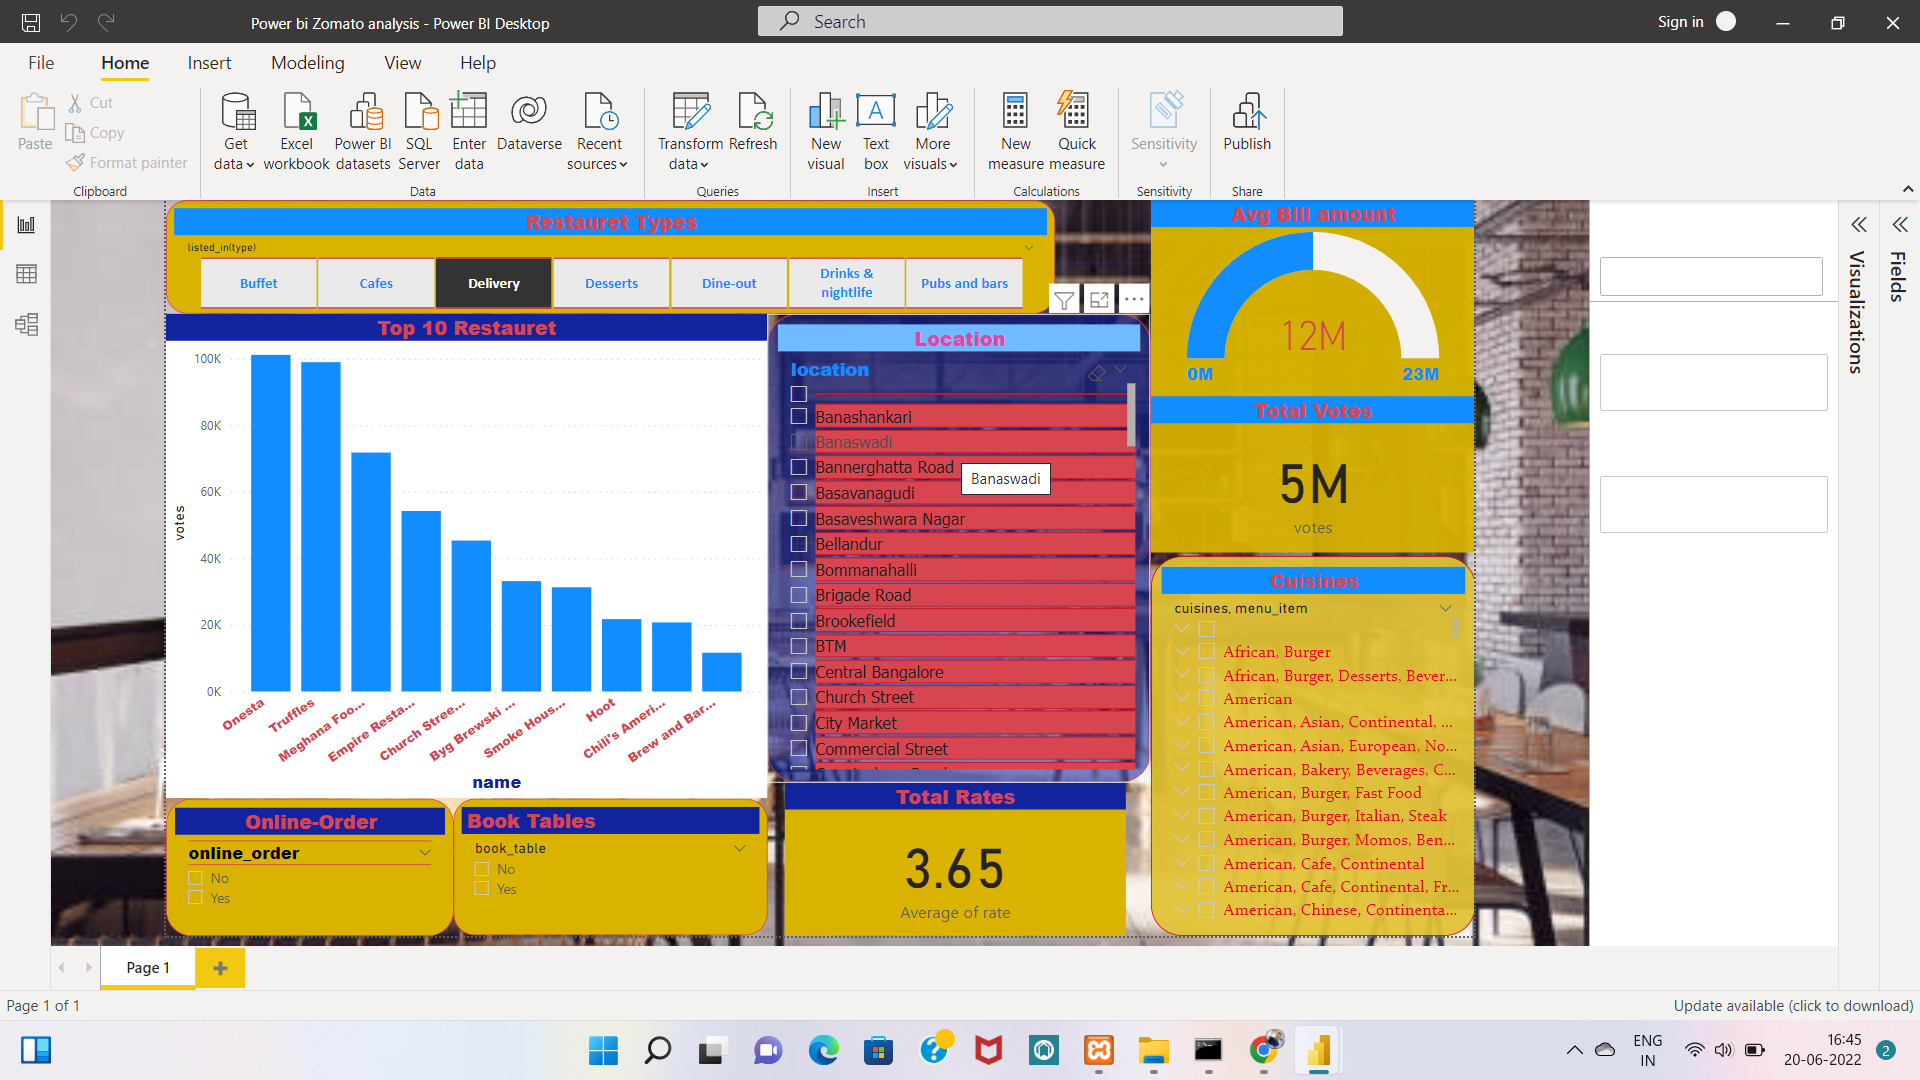 Power bi Zomato analysis - Power BI Desktop
Search
Sign in
File Home Insert Modeling View Help
Paste
Cut
Copy
Format painter
Clipboard
Get data
Excel workbook
Power BI datasets
SQL Server
Enter data
Dataverse
Recent sources
Data
Transform data
Refresh
Queries
New visual
Text box
More visuals
Insert
New measure
Quick measure
Calculations
Sensitivity
Sensitivity
Publish
Share
Restauret Types
listed_in(type)
Buffet
Cafes
Delivery
Desserts
Dine-out
Drinks & nightlife
Pubs and bars
Top 10 Restauret
votes
100K
80K
60K
40K
20K
0K
Onesta
Truffles
Meghana Foo...
Empire Resta...
Church Stree...
Byg Brewski ...
Smoke Hous...
Hoot
Chili's Ameri...
Brew and Bar...
name
Location
location
Banashankari
Banaswadi
Bannerghatta Road
Banaswadi
Basavanagudi
Basaveshwara Nagar
Bellandur
Bommanahalli
Brigade Road
Brookefield
BTM
Central Bangalore
Church Street
City Market
Commercial Street
Avg Bill amount
12M
0M
23M
Total Votes
5M
votes
Cuisines
cuisines, menu_item
African, Burger
African, Burger, Desserts, Bever...
American
American, Asian, Continental, ...
American, Asian, European, No...
American, Bakery, Beverages, C...
American, Burger, Fast Food
American, Burger, Italian, Steak
American, Burger, Momos, Ben...
American, Cafe, Continental
American, Cafe, Continental, Fr...
American, Chinese, Continenta...
Online-Order
online_order
No
Yes
Book Tables
book_table
No
Yes
Total Rates
3.65
Average of rate
Visualizations
Fields
Page 1
Page 1 of 1
Update available (click to download)
ENG
IN
16:45
20-06-2022
2